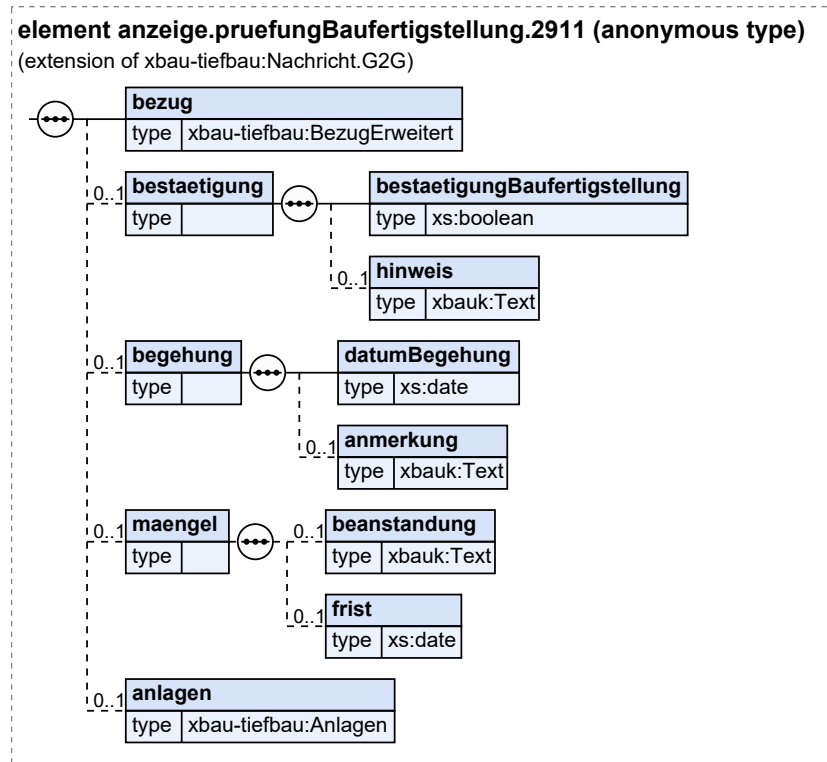 element anzeige.pruefungBaufertigstellung.2911 (anonymous type)
(extension of xbau-tiefbau:Nachricht.G2G)
bezug
type xbau-tiefbau:BezugErweitert
0..1 bestaetigung
type
bestaetigungBaufertigstellung
type xs:boolean
0..1 hinweis
type xbauk:Text
0..1 begehung
type
datumBegehung
type xs:date
0..1 anmerkung
type xbauk:Text
0..1 maengel
type
0..1 beanstandung
type xbauk:Text
0..1 frist
type xs:date
0..1 anlagen
type xbau-tiefbau:Anlagen